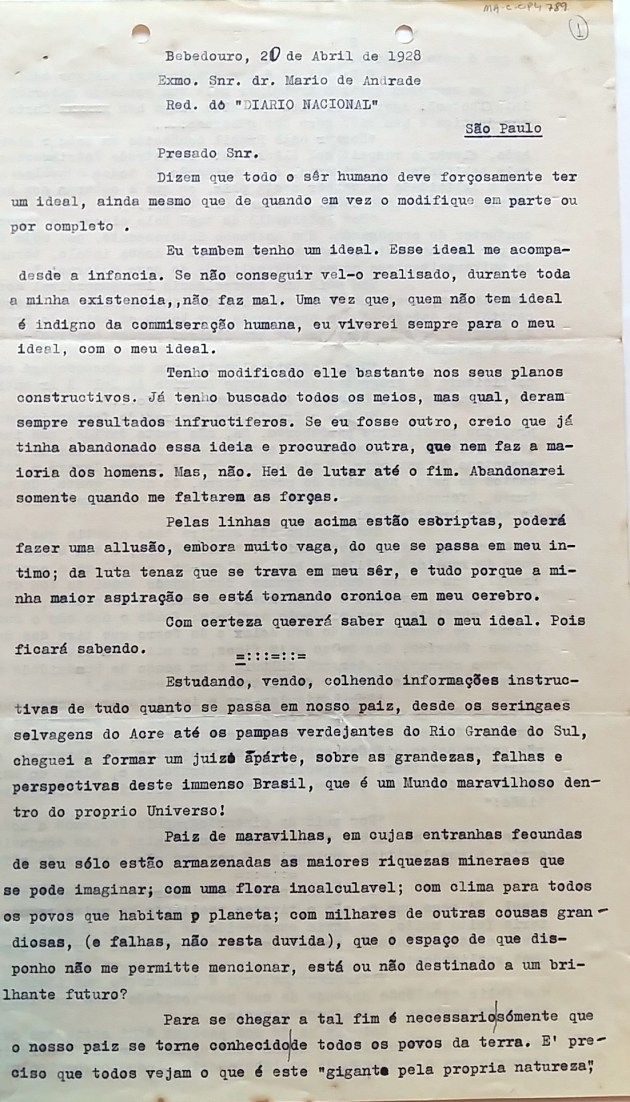 MA-C-CPL 789
1
Bebedouro, 20 de Abril de 1928
Exmo. Snr. dr. Mario de Andrade
Red. do "DIARIO NACIONAL"
São Paulo
Presado Snr.
Dizem que todo o sêr humano deve forçosamente ter
um ideal, ainda mesmo que de quando em vez o modifique em parte ou
por completo .
Eu tambem tenho um ideal. Esse ideal me acompa-
desde a infancia. Se não conseguir vel-o realisado, durante toda
a minha existencia,,não faz mal. Uma vez que, quem não tem ideal
é indigno da commiseração humana, eu viverei sempre para o meu
ideal, com o meu ideal.
Tenho modificado elle bastante nos seus planos
constructivos. Já tenho buscado todos os meios, mas qual, deram
sempre resultados infructiferos. Se eu fosse outro, creio que já
tinha abandonado essa ideia e procurado outra, que nem faz a ma-
ioria dos homens. Mas, não. Hei de lutar até o fim. Abandonarei
somente quando me faltarem as forças.
Pelas linhas que acima estão escriptas, poderá
fazer uma allusão, embora muito vaga, do que se passa em meu in-
timo; da luta tenaz que se trava em meu sêr, e tudo porque a mi-
nha maior aspiração se está tornando cronica em meu cerebro.
Com certeza quererá saber qual o meu ideal. Pois
ficará sabendo.
=:::=::=
Estudando, vendo, colhendo informações instruc-
tivas de tudo quanto se passa em nosso paiz, desde os seringaes
selvagens do Acre até os pampas verdejantes do Rio Grande do Sul,
cheguei a formar um juizo apárte, sobre as grandezas, falhas e
perspectivas deste immenso Brasil, que é um Mundo maravilhoso den-
tro do proprio Universo!
Paiz de maravilhas, em cujas entranhas fecundas
de seu sólo estão armazenadas as maiores riquezas mineraes que
se pode imaginar; com uma flora incalculavel; com clima para todos
os povos que habitam o planeta; com milhares de outras cousas gran-
diosas, (e falhas, não resta duvida), que o espaço de que dis-
ponho não me permitte mencionar, está ou não destinado a um bri-
lhante futuro?
Para se chegar a tal fim é necessario sómente que
o nosso paiz se torne conhecido de todos os povos da terra. E' pre-
ciso que todos vejam o que é este "gigante pela propria natureza",